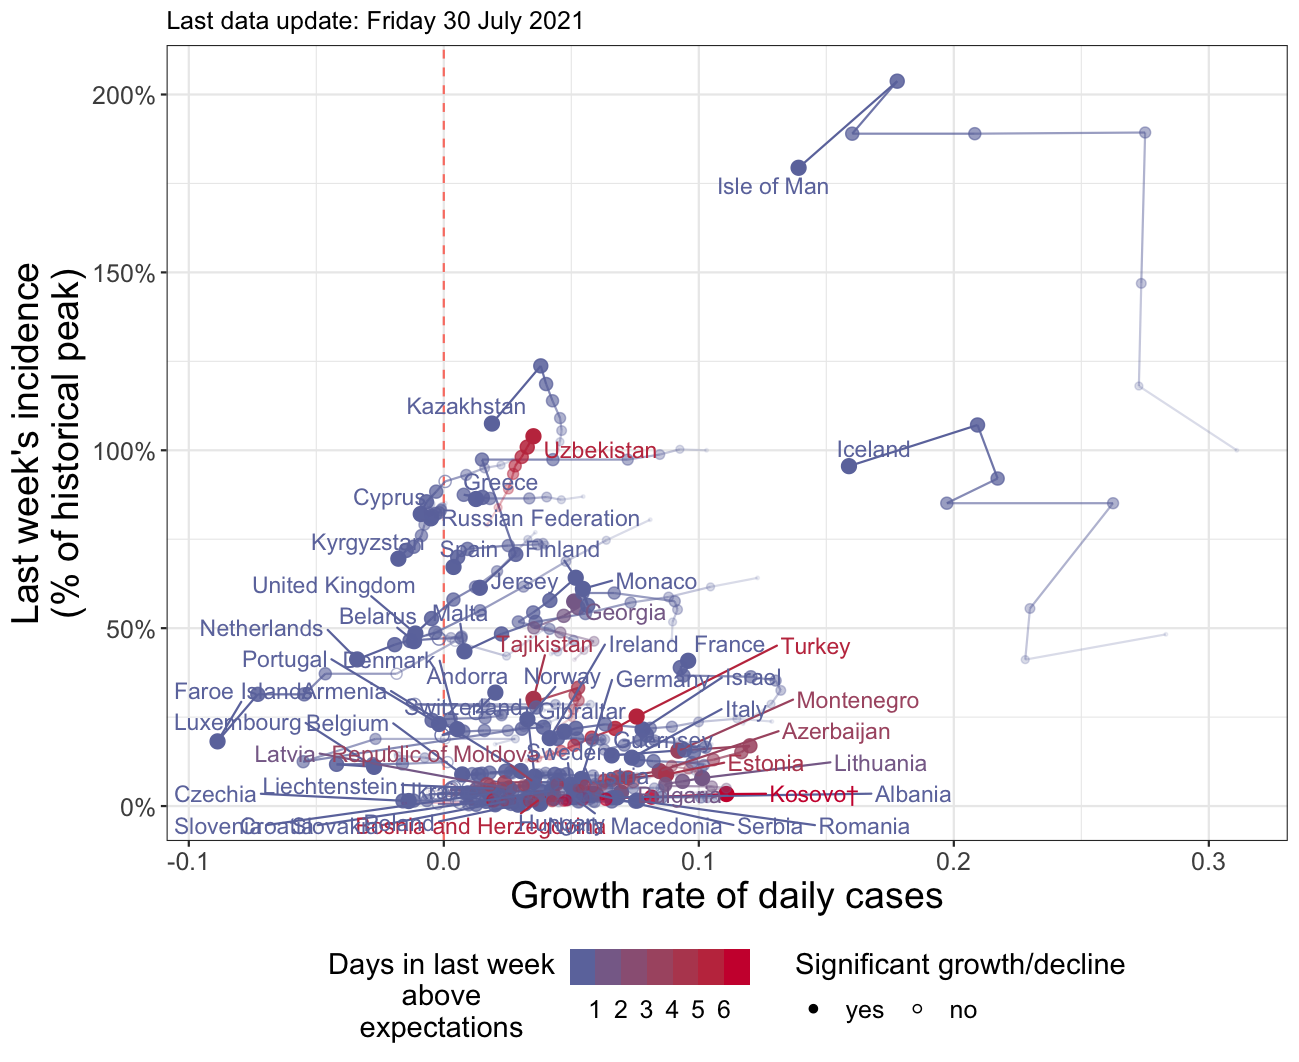 Last data update: Friday 30 July 2021
Last week's incidence
(% of historical peak)
200%
150%
100%
50%
0%
Isle of Man
Kazakhstan
Uzbekistan
Iceland
Greece
Cyprus
Russian Federation
Kyrgyzstan
Spain
Finland
United Kingdom
Jersey
Monaco
Belarus
Malta
Georgia
Netherlands
Tajikistan
Ireland
France
Turkey
Portugal
Denmark
Andorra
Norway
Germany
Israel
Faroe Islands
Armenia
Switzerland
Gibraltar
Italy
Montenegro
Luxembourg
Belgium
Guernsey
Azerbaijan
Latvia
Republic of Moldova
Sweden
Estonia
Lithuania
Liechtenstein
Czechia
Kosovo†
Albania
Slovenia
Croatia
Slovakia
Poland
Bosnia and Herzegovina
Hungary
Macedonia
Serbia
Romania
-0.1
0.0
0.1
0.2
0.3
Growth rate of daily cases
Days in last week
above
expectations
1 2 3 4 5 6
Significant growth/decline
yes
no